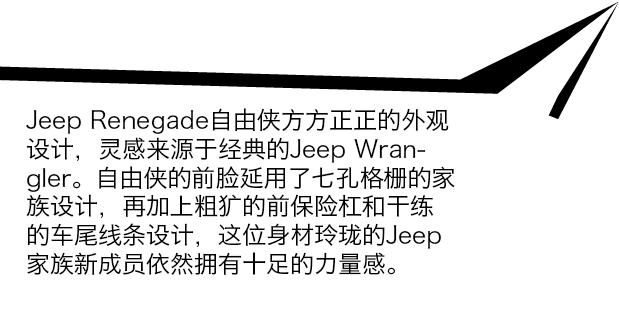 Jeep Renegade自由侠方方正正的外观
设计，灵感来源于经典的Jeep Wran-
gler。自由侠的前脸延用了七孔格栅的家
族设计，再加上粗犷的前保险杠和干练
的车尾线条设计，这位身材玲珑的Jeep
家族新成员依然拥有十足的力量感。